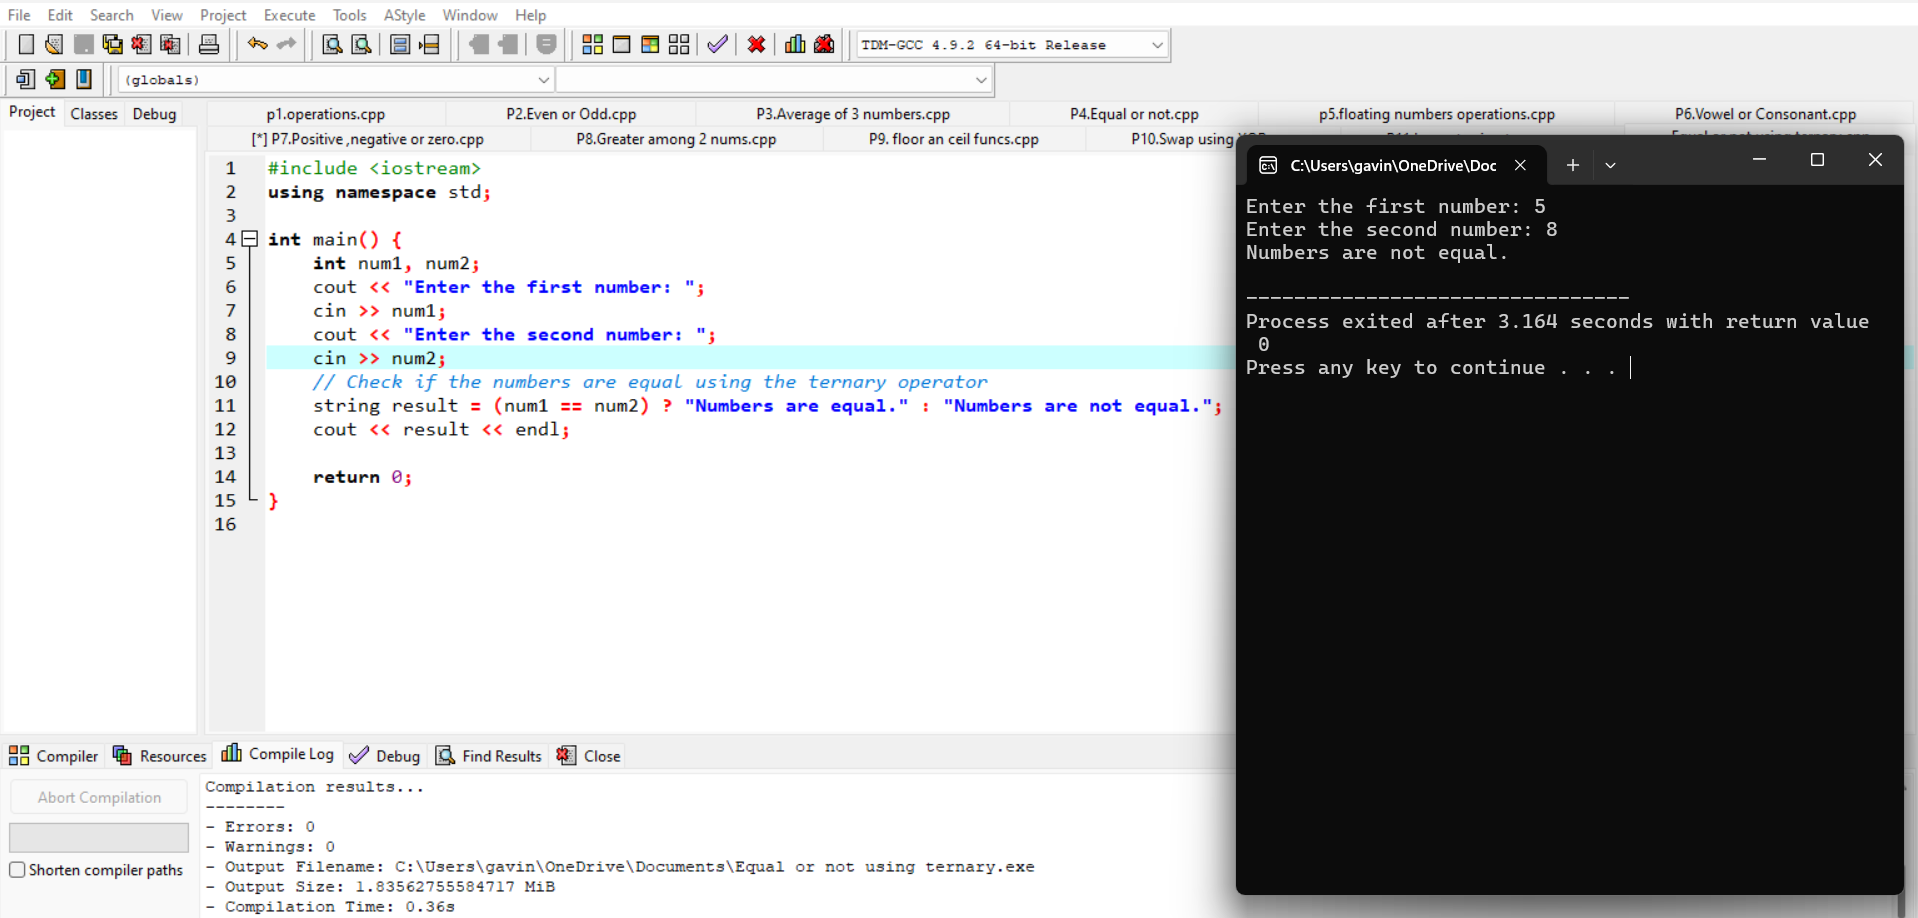 File Edit Search View Project Execute Tools AStyle Window Help
TDM-GCC 4.9.2 64-bit Release
(globals)
Project Classes Debug
p1.operations.cpp P2.Even or Odd.cpp P3.Average of 3 numbers.cpp P4.Equal or not.cpp p5.floating numbers operations.cpp P6.Vowel or Consonant.cpp
[*] P7.Positive ,negative or zero.cpp P8.Greater among 2 nums.cpp P9. floor an ceil funcs.cpp P10.Swap using
1 #include <iostream>
2 using namespace std;
3
4 int main() {
5 int num1, num2;
6 cout << "Enter the first number: ";
7 cin >> num1;
8 cout << "Enter the second number: ";
9 cin >> num2;
10 // Check if the numbers are equal using the ternary operator
11 string result = (num1 == num2) ? "Numbers are equal." : "Numbers are not equal.";
12 cout << result << endl;
13
14 return 0;
15 }
16
C:\Users\gavin\OneDrive\Doc
Enter the first number: 5
Enter the second number: 8
Numbers are not equal.
--------------------------------
Process exited after 3.164 seconds with return value
0
Press any key to continue . . .
Compiler Resources Compile Log Debug Find Results Close
Abort Compilation
Shorten compiler paths
Compilation results...
--------
- Errors: 0
- Warnings: 0
- Output Filename: C:\Users\gavin\OneDrive\Documents\Equal or not using ternary.exe
- Output Size: 1.83562755584717 MiB
- Compilation Time: 0.36s